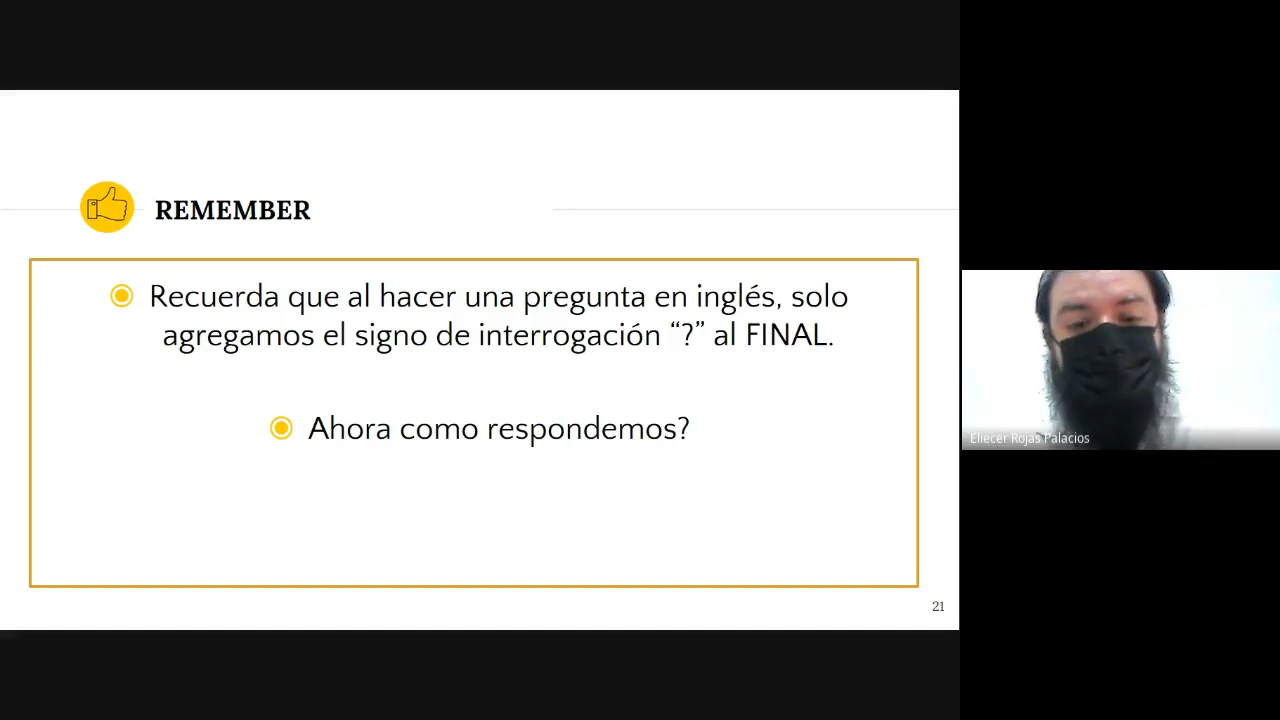 REMEMBER
Recuerda que al hacer una pregunta en inglés, solo
agregamos el signo de interrogación “?” al FINAL.
Ahora como respondemos?
21
Eliecer Rojas Palacios